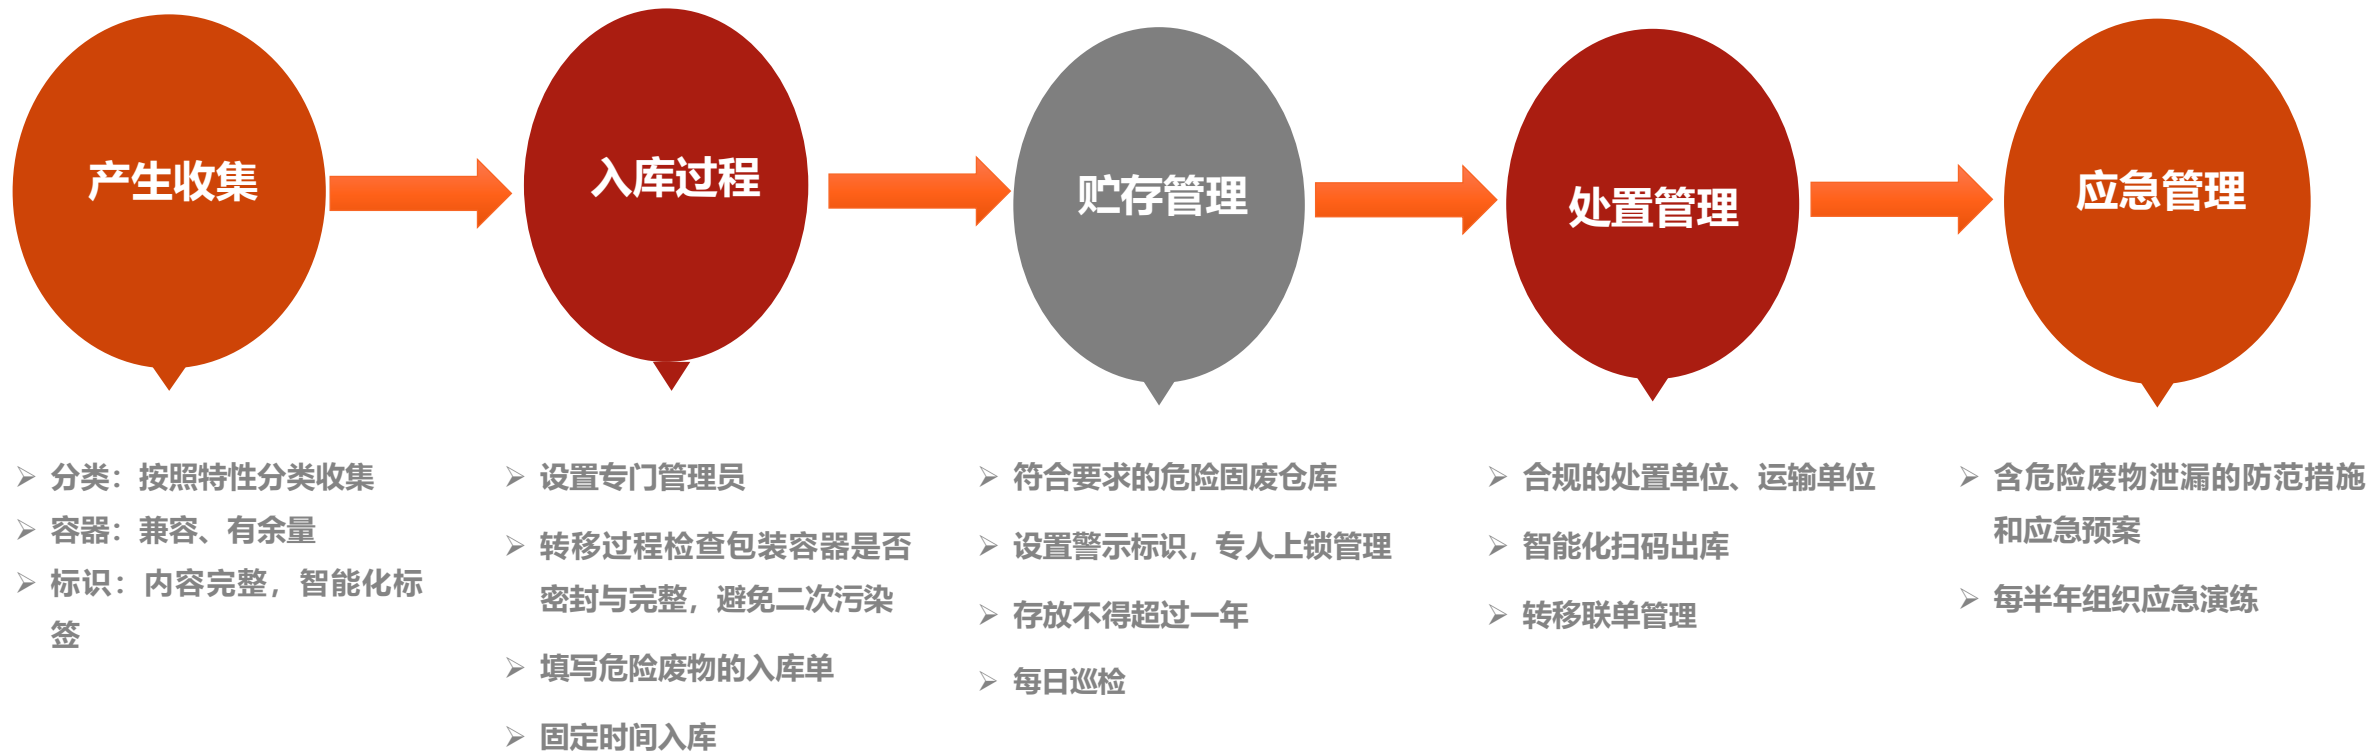 产生收集
入库过程
贮存管理
处置管理
应急管理
➢ 分类：按照特性分类收集
➢ 容器：兼容、有余量
➢ 标识：内容完整，智能化标
签
➢ 设置专门管理员
➢ 转移过程检查包装容器是否
密封与完整，避免二次污染
➢ 填写危险废物的入库单
➢ 固定时间入库
➢ 符合要求的危险固废仓库
➢ 设置警示标识，专人上锁管理
➢ 存放不得超过一年
➢ 每日巡检
➢ 合规的处置单位、运输单位
➢ 智能化扫码出库
➢ 转移联单管理
➢ 含危险废物泄漏的防范措施
和应急预案
➢ 每半年组织应急演练